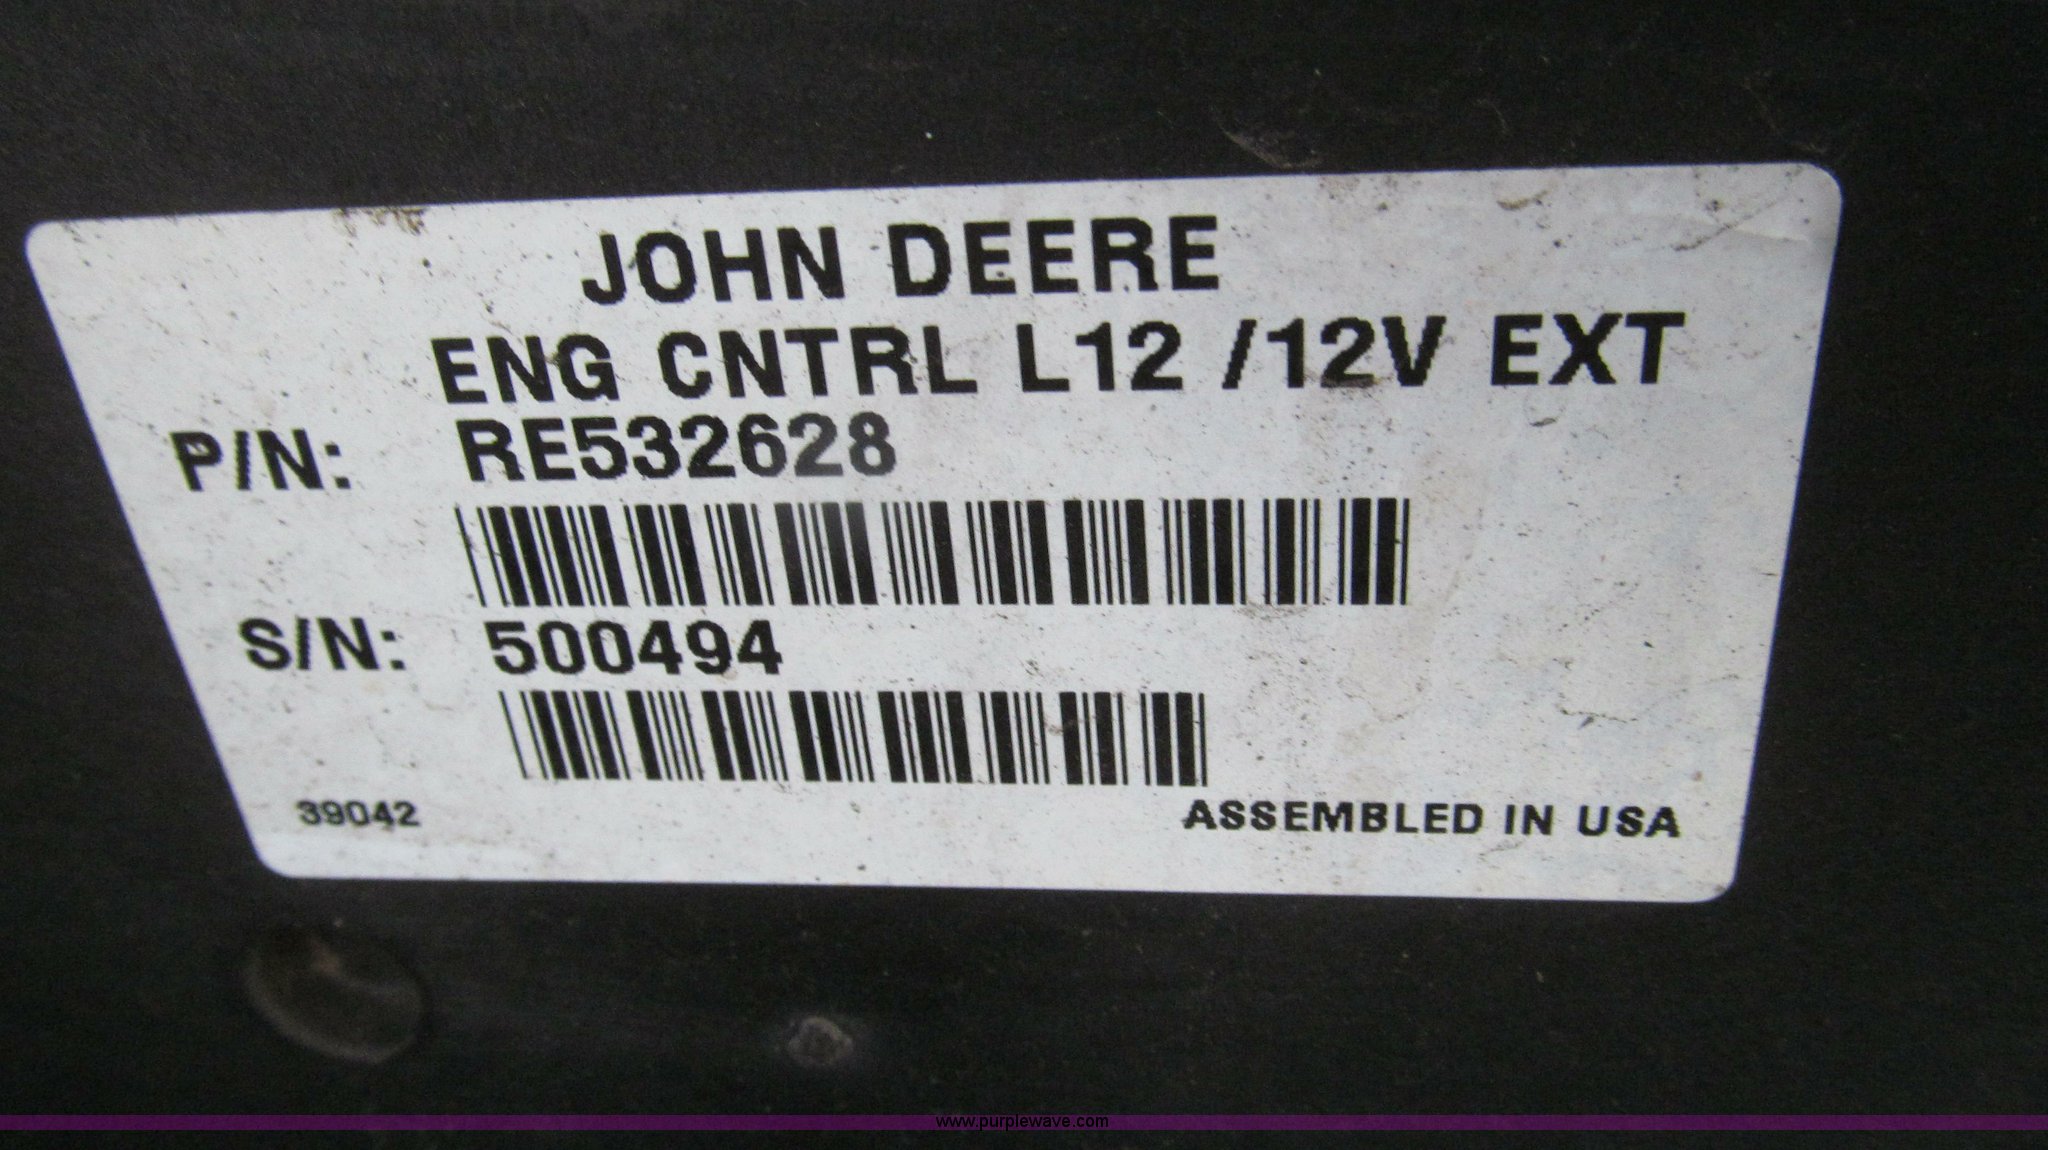 JOHN DEERE
ENG CNTRL L12 /12V EXT
P/N: RE532628
S/N: 500494
39042 ASSEMBLED IN USA
www.purplewave.com